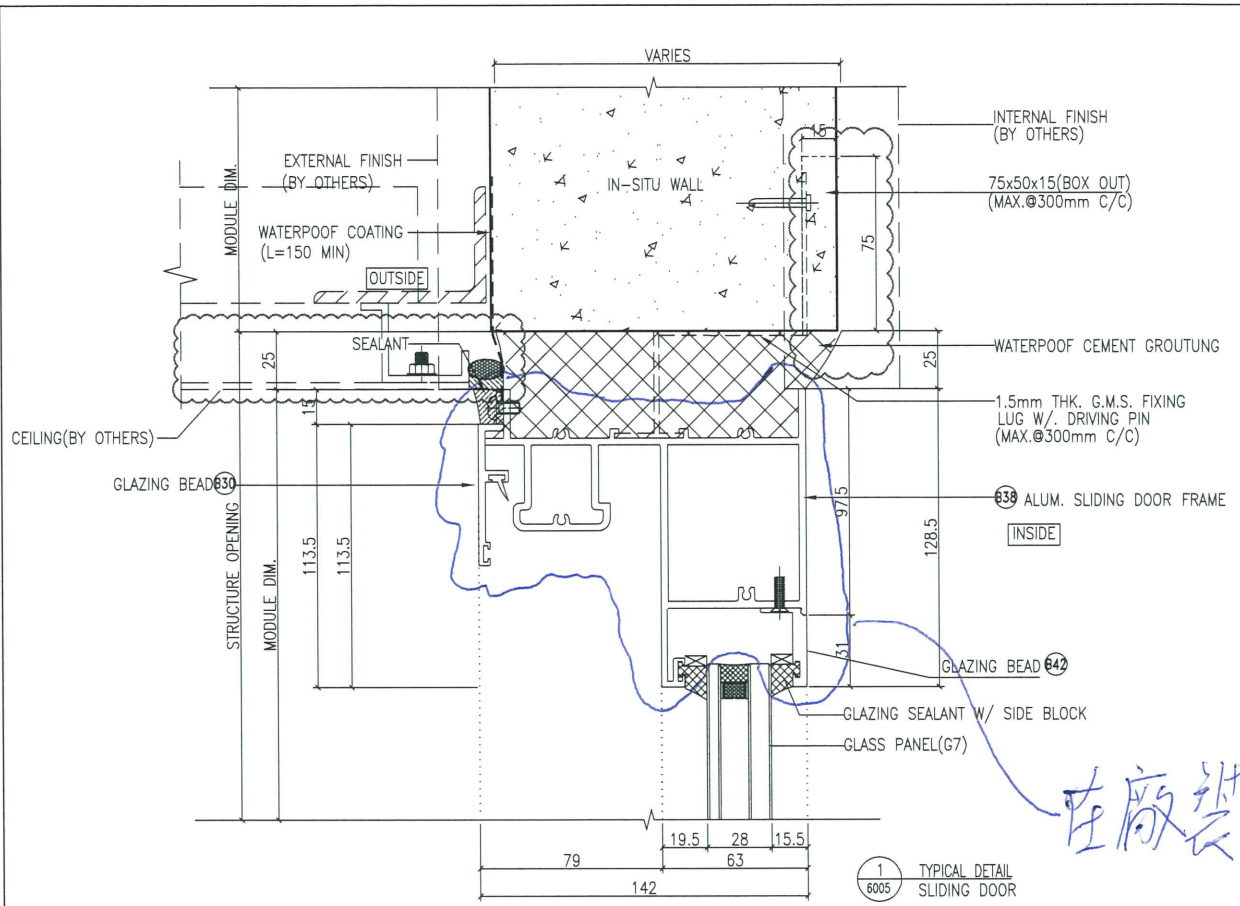 VARIES
INTERNAL FINISH
(BY OTHERS)
15
EXTERNAL FINISH
(BY OTHERS)
IN-SITU WALL
75x50x15(BOX OUT)
(MAX.@300mm C/C)
MODULE DIM.
WATERPOOF COATING
(L=150 MIN)
75
OUTSIDE
SEALANT
25
WATERPOOF CEMENT GROUTUNG
25
15
1.5mm THK. G.M.S. FIXING
LUG W/. DRIVING PIN
(MAX.@300mm C/C)
CEILING(BY OTHERS)
GLAZING BEAD 830
838 ALUM. SLIDING DOOR FRAME
INSIDE
97.5
128.5
113.5
113.5
STRUCTURE OPENING
MODULE DIM.
31
GLAZING BEAD 842
GLAZING SEALANT W/ SIDE BLOCK
GLASS PANEL(G7)
在廠裝
19.5 28 15.5
79 63
142
1
6005
TYPICAL DETAIL
SLIDING DOOR